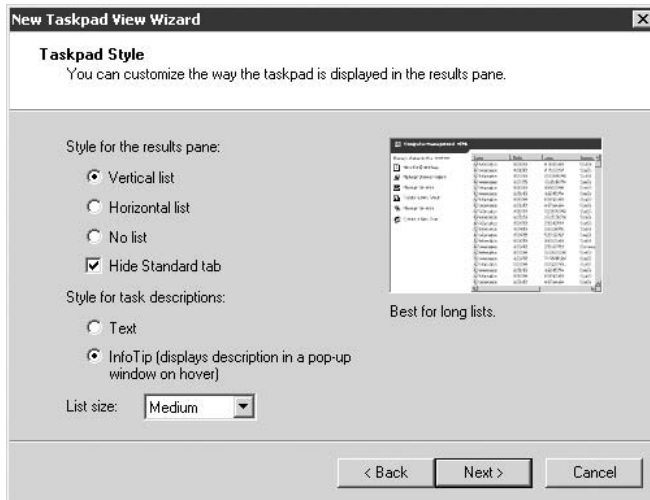 New Taskpad View Wizard
Taskpad Style
You can customize the way the taskpad is displayed in the results pane.
Style for the results pane:
Vertical list
Horizontal list
No list
Hide Standard tab
Style for task descriptions:
Text
InfoTip (displays description in a pop-up
window on hover)
List size:
Medium
Best for long lists.
< Back
Next >
Cancel